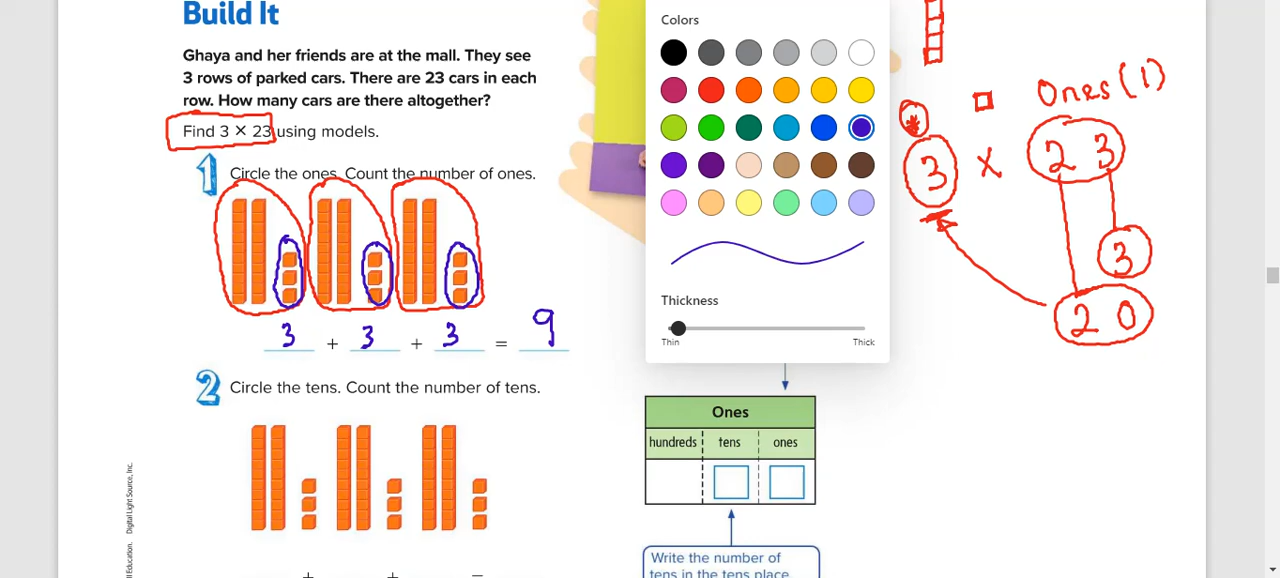 Build It
Ghaya and her friends are at the mall. They see
3 rows of parked cars. There are 23 cars in each
row. How many cars are there altogether?
Find 3 × 23 using models.
1 Circle the ones. Count the number of ones.
3 + 3 + 3 = 9
2 Circle the tens. Count the number of tens.
+ + =
Digital Light Source, Inc.
Colors
Thickness
Thin Thick
Ones
hundreds tens ones
Write the number of
tens in the tens place
Ones (1)
*
3 x 23
3
20